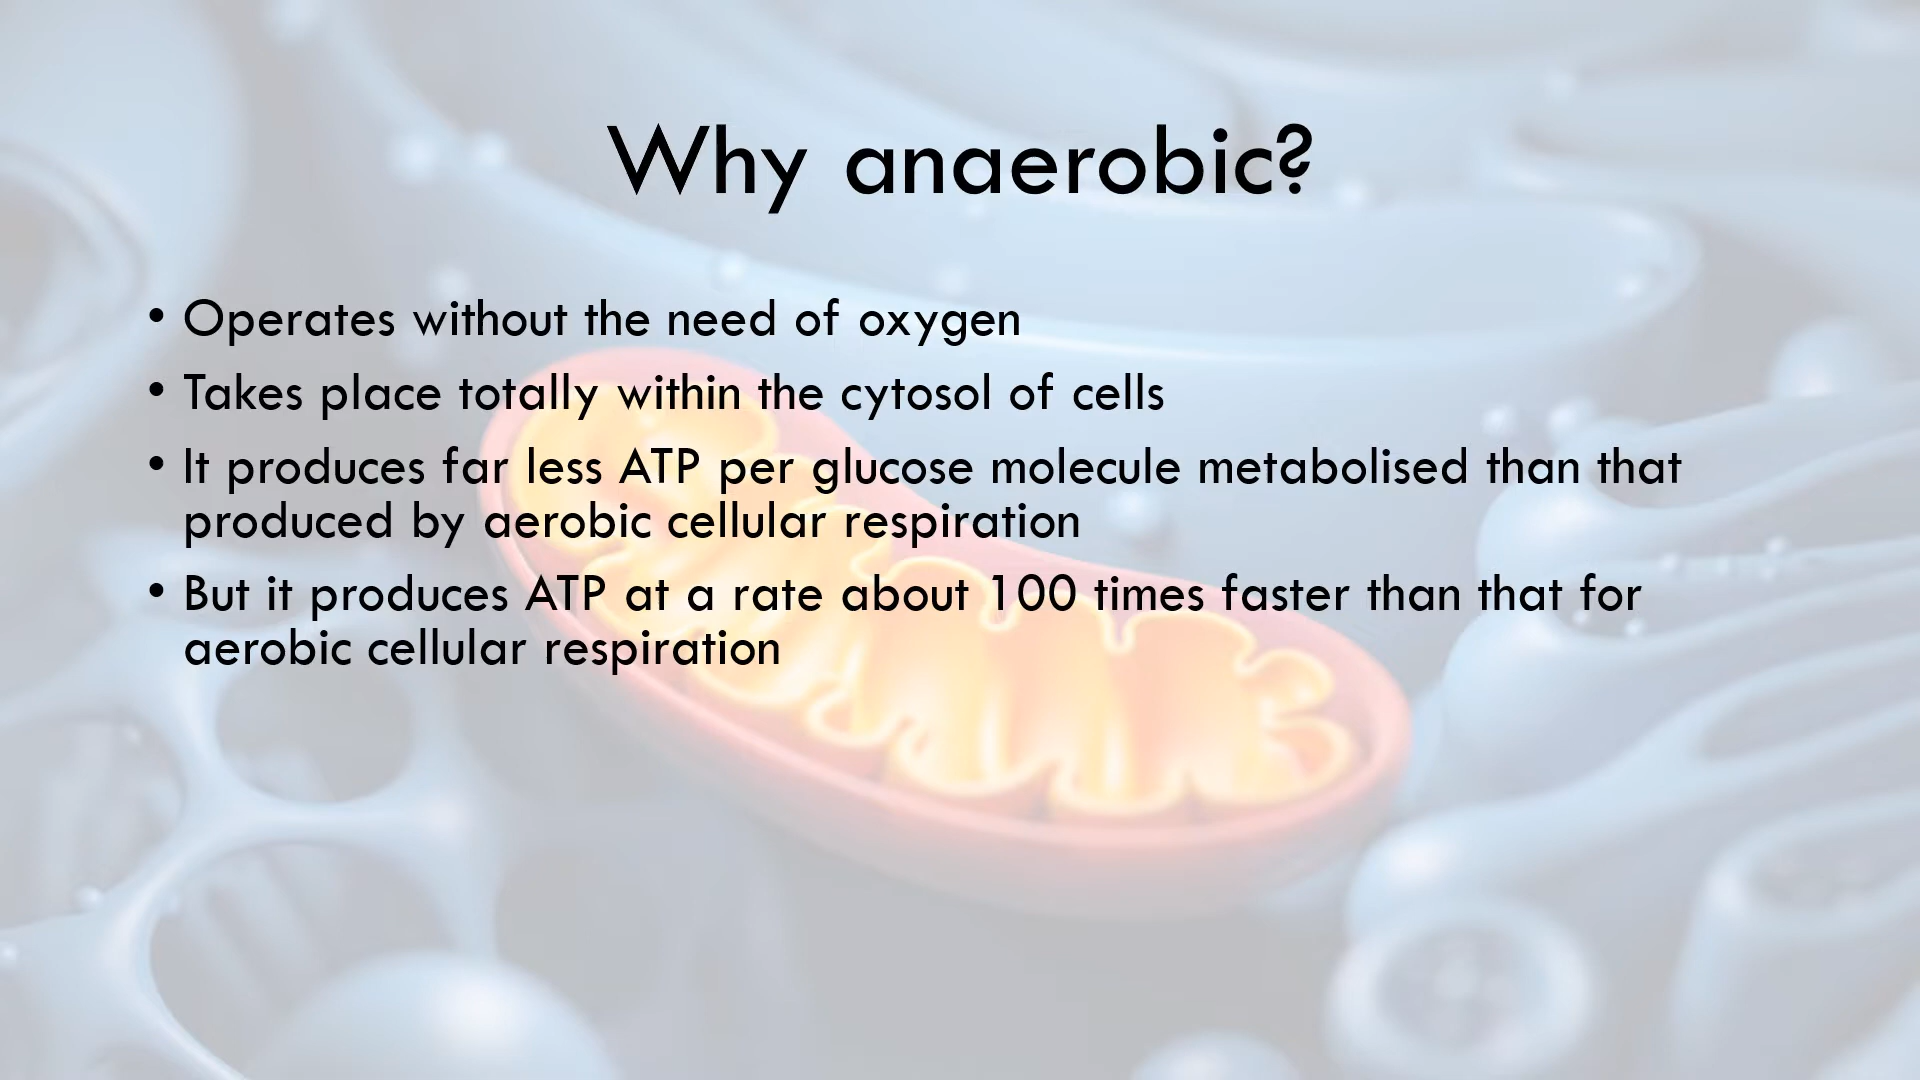 Why anaerobic?
• Operates without the need of oxygen
• Takes place totally within the cytosol of cells
• It produces far less ATP per glucose molecule metabolised than that
produced by aerobic cellular respiration
• But it produces ATP at a rate about 100 times faster than that for
aerobic cellular respiration